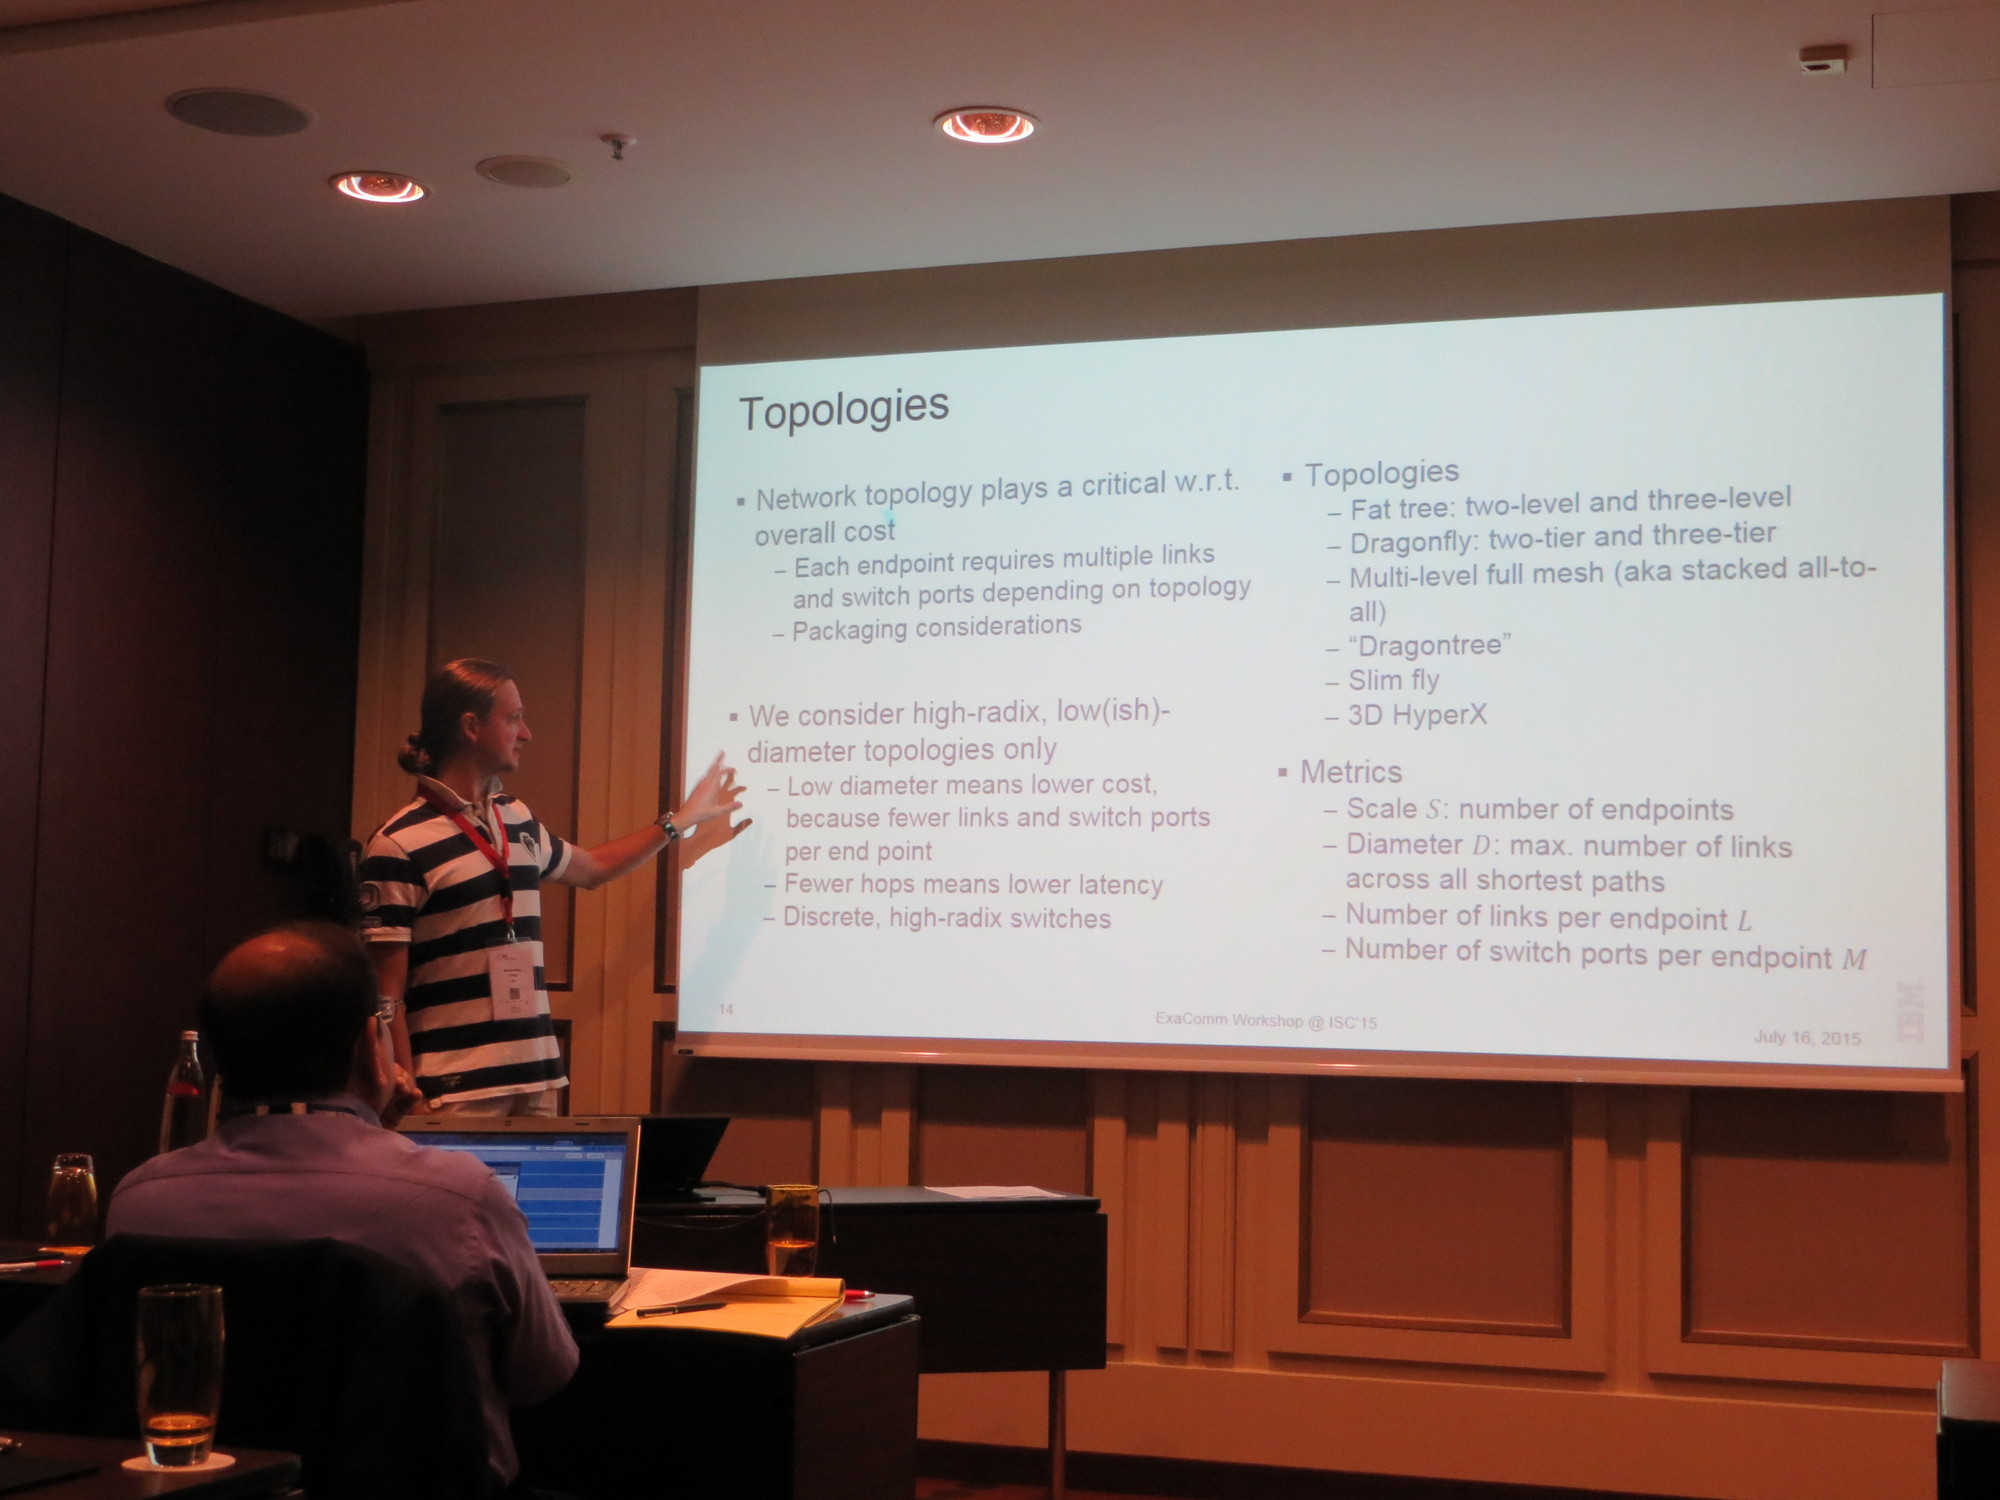 Topologies
▪ Network topology plays a critical w.r.t.
overall cost
– Each endpoint requires multiple links
and switch ports depending on topology
– Packaging considerations
▪ We consider high-radix, low(ish)-
diameter topologies only
– Low diameter means lower cost,
because fewer links and switch ports
per end point
– Fewer hops means lower latency
– Discrete, high-radix switches
▪ Topologies
– Fat tree: two-level and three-level
– Dragonfly: two-tier and three-tier
– Multi-level full mesh (aka stacked all-to-
all)
– “Dragontree”
– Slim fly
– 3D HyperX
▪ Metrics
– Scale S: number of endpoints
– Diameter D: max. number of links
across all shortest paths
– Number of links per endpoint L
– Number of switch ports per endpoint M
14
ExaComm Workshop @ ISC'15
July 16, 2015
IBM